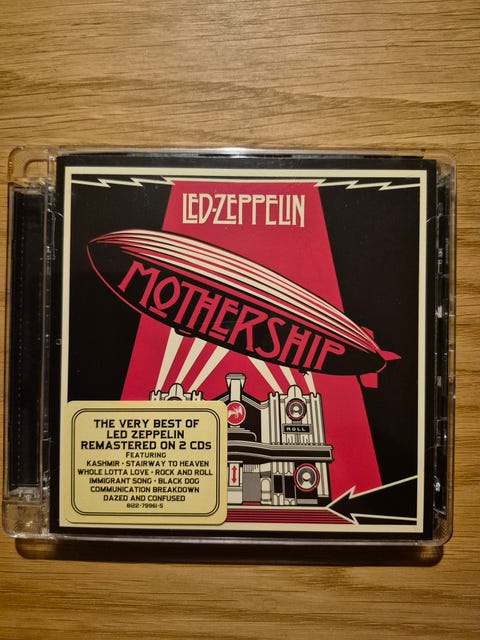 LED-ZEPPELIN
MOTHERSHIP
ROLL
THE VERY BEST OF
LED ZEPPELIN
REMASTERED ON 2 CDs
FEATURING
KASHMIR • STAIRWAY TO HEAVEN
WHOLE LOTTA LOVE • ROCK AND ROLL
IMMIGRANT SONG • BLACK DOG
COMMUNICATION BREAKDOWN
DAZED AND CONFUSED
8122-79961-5